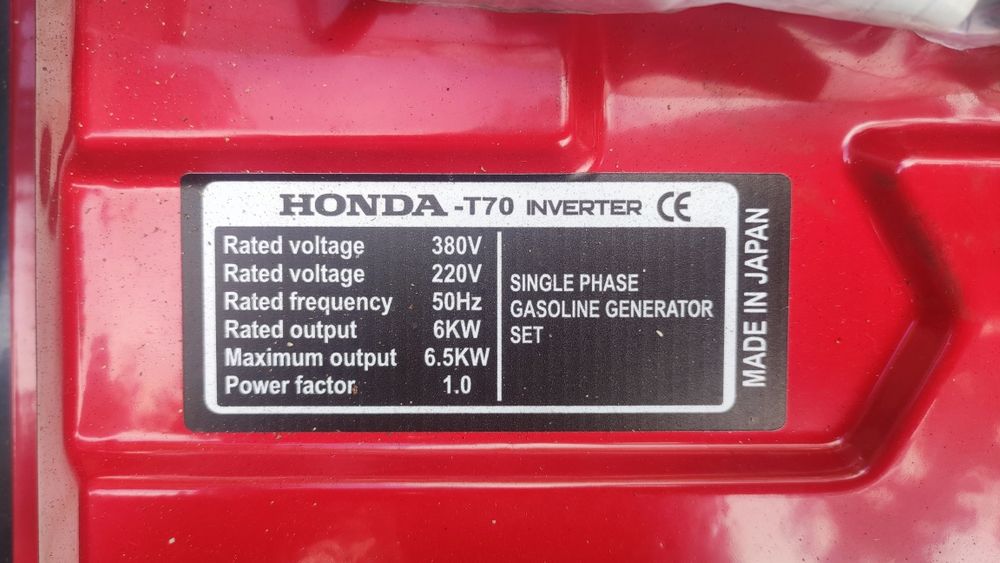 HONDA -T70 INVERTER CE
Rated voltage 380V
Rated voltage 220V
Rated frequency 50Hz
Rated output 6KW
Maximum output 6.5KW
Power factor 1.0
SINGLE PHASE
GASOLINE GENERATOR
SET
MADE IN JAPAN